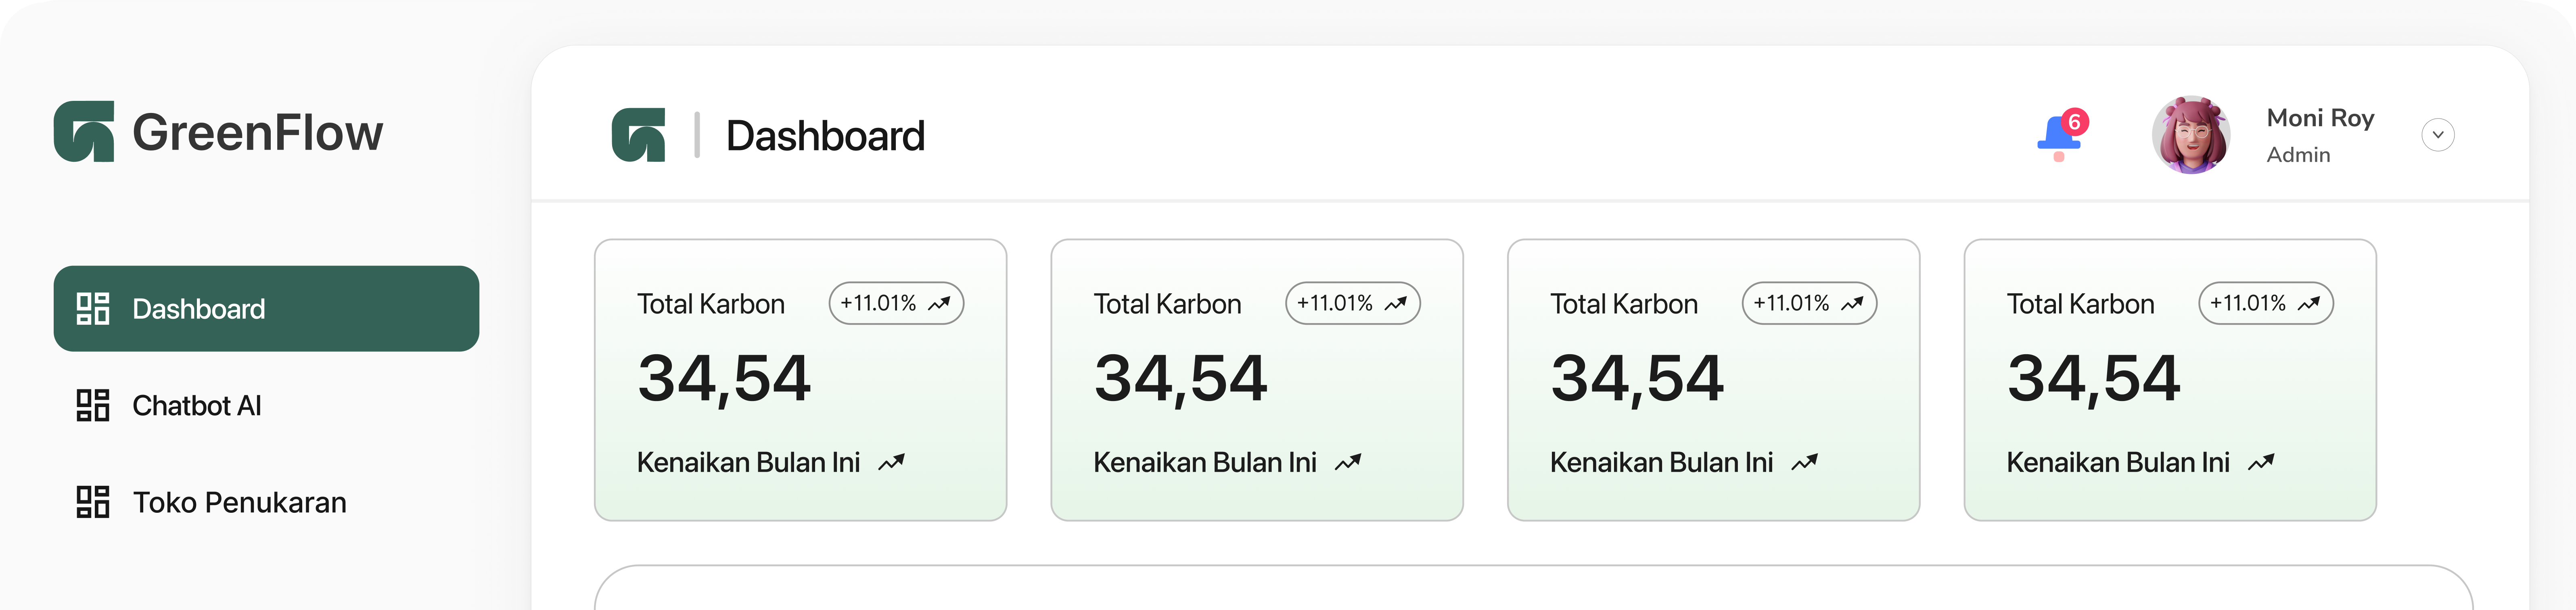 GreenFlow
Dashboard
Chatbot AI
Toko Penukaran
Dashboard
6
Moni Roy
Admin
Total Karbon
+11.01%
34,54
Kenaikan Bulan Ini
Total Karbon
+11.01%
34,54
Kenaikan Bulan Ini
Total Karbon
+11.01%
34,54
Kenaikan Bulan Ini
Total Karbon
+11.01%
34,54
Kenaikan Bulan Ini